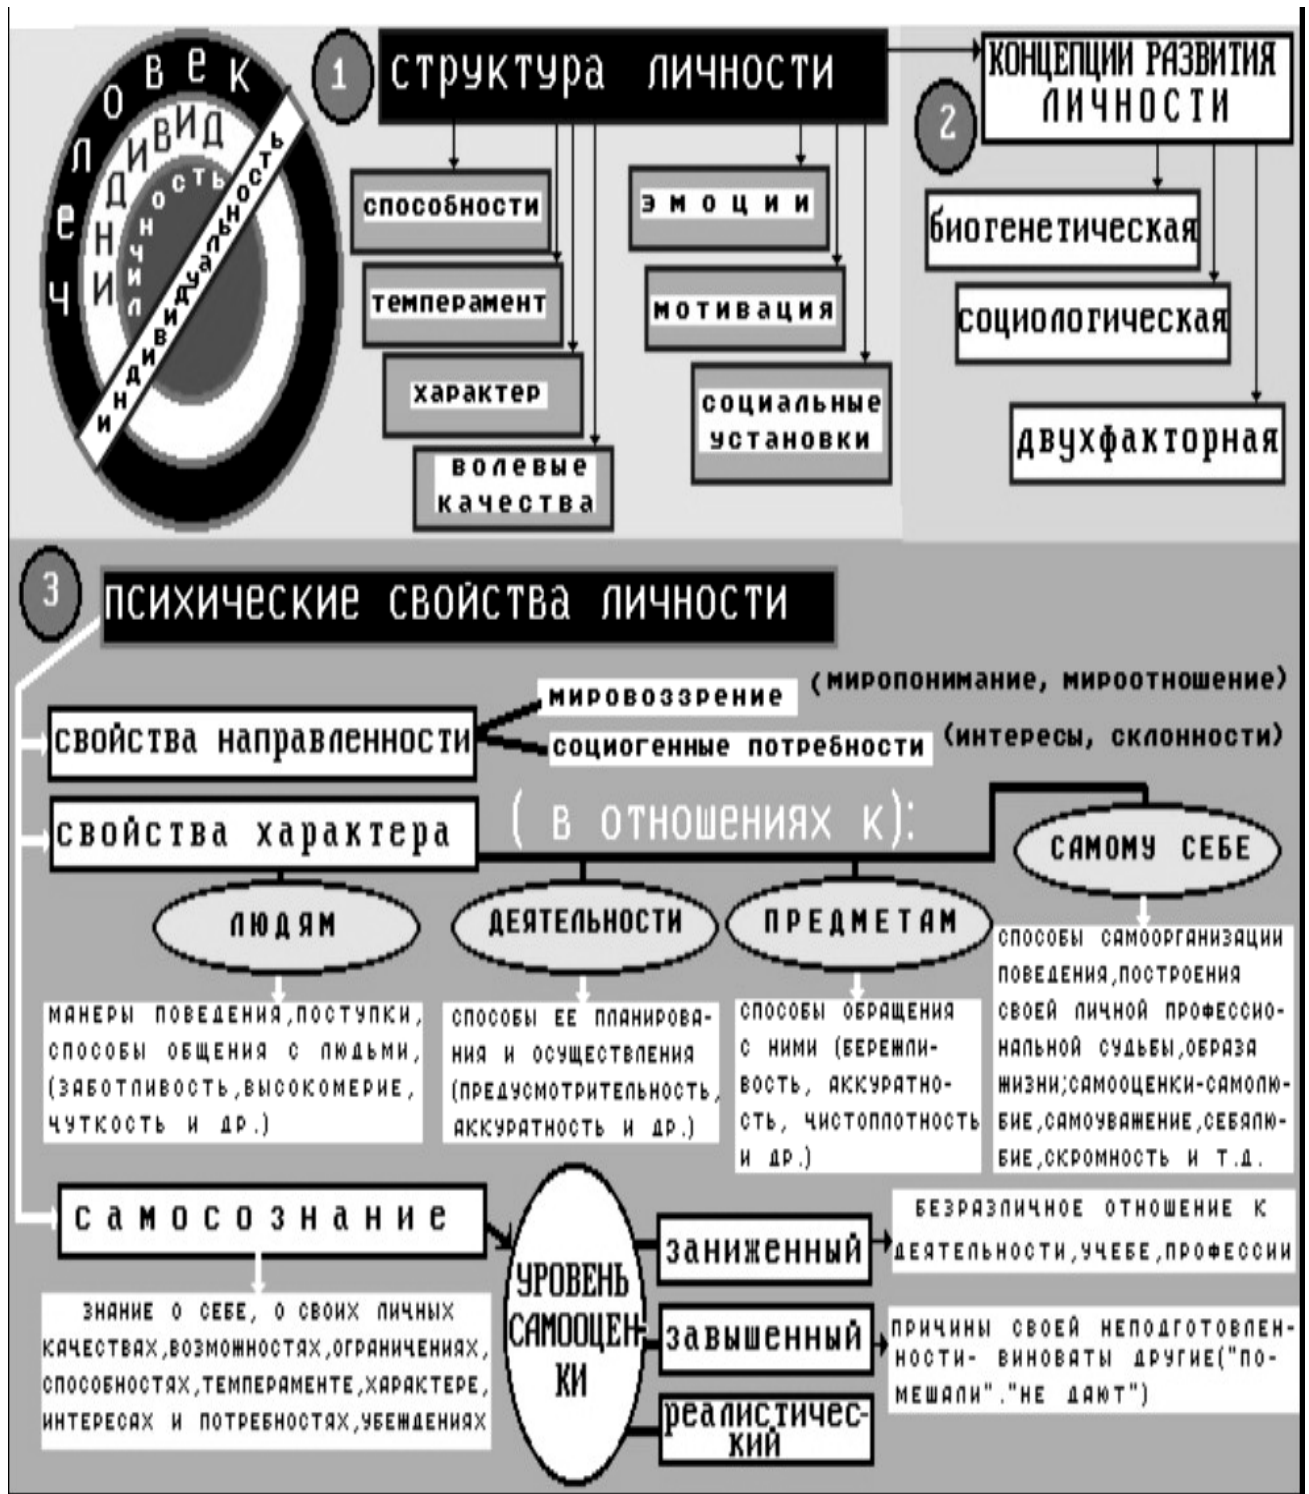 человек
индивид
личность
индивидуальность
1
структура личности
способности
темперамент
характер
волевые
качества
эмоции
мотивация
социальные
установки
2
КОНЦЕПЦИИ РАЗВИТИЯ
ЛИЧНОСТИ
биогенетическая
социологическая
двухфакторная
3
психические свойства личности
свойства направленности
мировоззрение (миропонимание, мироотношение)
социогенные потребности (интересы, склонности)
свойства характера ( в отношениях к):
ЛЮДЯМ
ДЕЯТЕЛЬНОСТИ
ПРЕДМЕТАМ
САМОМУ СЕБЕ
МАНЕРЫ ПОВЕДЕНИЯ,ПОСТУПКИ,
СПОСОБЫ ОБЩЕНИЯ С ЛЮДЬМИ,
(ЗАБОТЛИВОСТЬ,ВЫСОКОМЕРИЕ,
ЧУТКОСТЬ И ДР.)
СПОСОБЫ ЕЕ ПЛАНИРОВА-
НИЯ И ОСУЩЕСТВЛЕНИЯ
(ПРЕДУСМОТРИТЕЛЬНОСТЬ,
АККУРАТНОСТЬ И ДР.)
СПОСОБЫ ОБРАЩЕНИЯ
С НИМИ (БЕРЕЖЛИ-
ВОСТЬ, АККУРАТНО-
СТЬ, ЧИСТОПЛОТНОСТЬ
И ДР.)
СПОСОБЫ САМООРГАНИЗАЦИИ
ПОВЕДЕНИЯ,ПОСТРОЕНИЯ
СВОЕЙ ЛИЧНОЙ ПРОФЕССИО-
НАЛЬНОЙ СУДЬБЫ,ОБРАЗА
ЖИЗНИ;САМООЦЕНКИ-САМОЛЮ-
БИЕ,САМОУВАЖЕНИЕ,СЕБЯЛЮ-
БИЕ,СКРОМНОСТЬ И Т.Д.
самосознание
ЗНАНИЕ О СЕБЕ, О СВОИХ ЛИЧНЫХ
КАЧЕСТВАХ,ВОЗМОЖНОСТЯХ,ОГРАНИЧЕНИЯХ,
СПОСОБНОСТЯХ,ТЕМПЕРАМЕНТЕ,ХАРАКТЕРЕ,
ИНТЕРЕСАХ И ПОТРЕБНОСТЯХ,УБЕЖДЕНИЯХ
УРОВЕНЬ
САМООЦЕН-
КИ
заниженный
БЕЗРАЗЛИЧНОЕ ОТНОШЕНИЕ К
ДЕЯТЕЛЬНОСТИ,УЧЕБЕ,ПРОФЕССИИ
завышенный
ПРИЧИНЫ СВОЕЙ НЕПОДГОТОВЛЕН-
НОСТИ- ВИНОВАТЫ ДРУГИЕ("ПО-
МЕШАЛИ"."НЕ ДАЮТ")
реалистичес-
кий